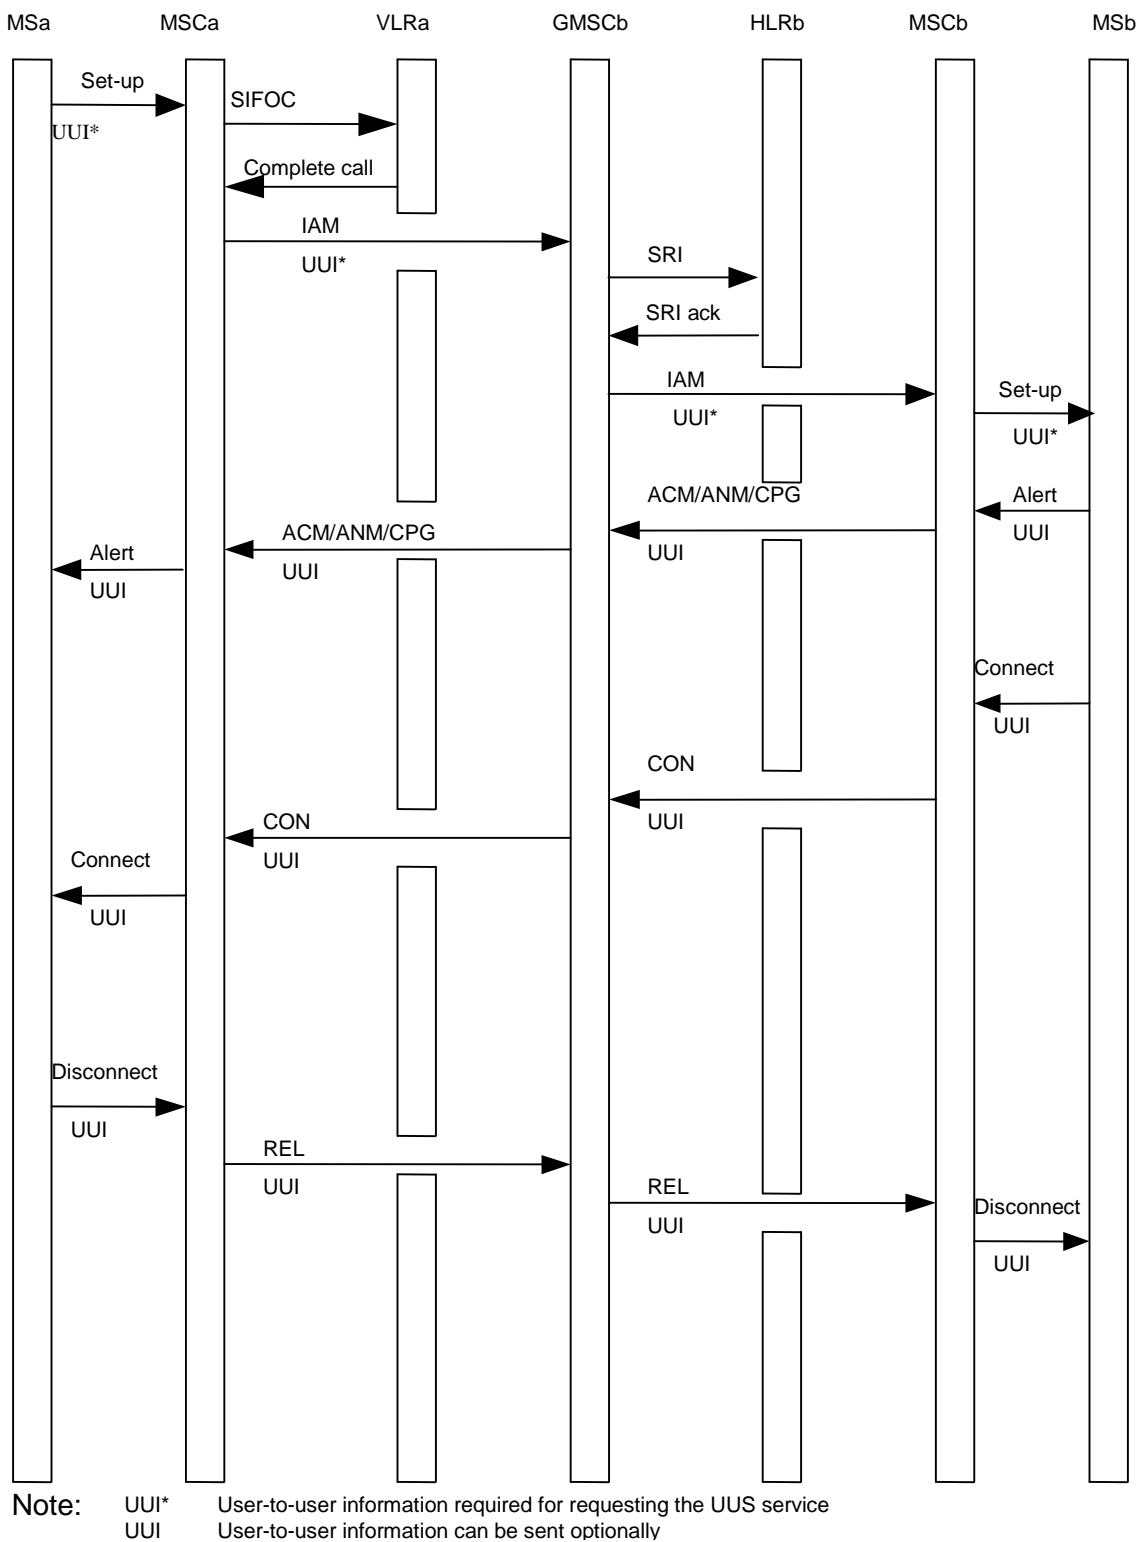 MSa MSCa VLRa GMSCb HLRb MSCb MSb
Set-up
UUI*
SIFOC
Complete call
IAM
UUI*
SRI
SRI ack
IAM
UUI*
Set-up
UUI*
Alert
UUI
ACM/ANM/CPG
UUI
ACM/ANM/CPG
UUI
Alert
UUI
Connect
UUI
CON
UUI
CON
UUI
Connect
UUI
Disconnect
UUI
REL
UUI
REL
UUI
Disconnect
UUI
Note: UUI* User-to-user information required for requesting the UUS service
UUI User-to-user information can be sent optionally